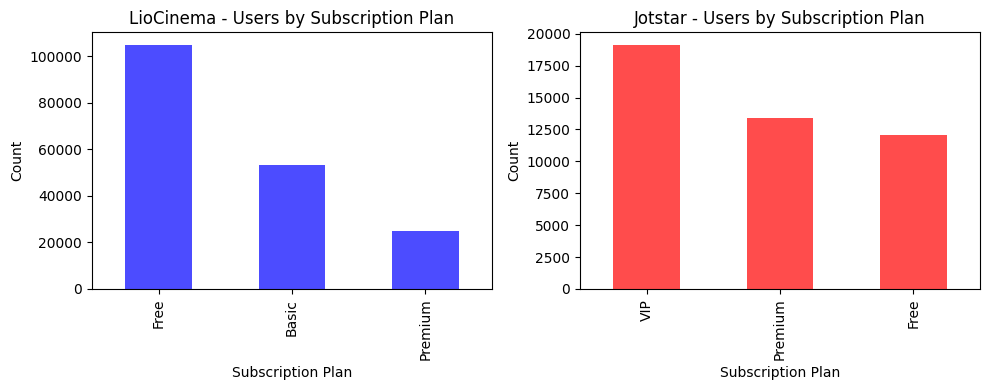 LioCinema - Users by Subscription Plan
100000
80000
60000
40000
20000
0
Count
Free
Basic
Premium
Subscription Plan
Jotstar - Users by Subscription Plan
20000
17500
15000
12500
10000
7500
5000
2500
0
Count
VIP
Premium
Free
Subscription Plan